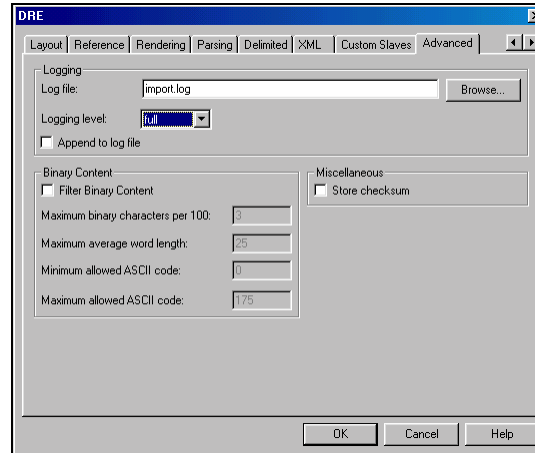 DRE
Layout Reference Rendering Parsing Delimited XML Custom Slaves Advanced
Logging
Log file: import.log Browse...
Logging level: full
Append to log file
Binary Content
Filter Binary Content
Maximum binary characters per 100: 3
Maximum average word length: 25
Minimum allowed ASCII code: 0
Maximum allowed ASCII code: 175
Miscellaneous
Store checksum
OK Cancel Help